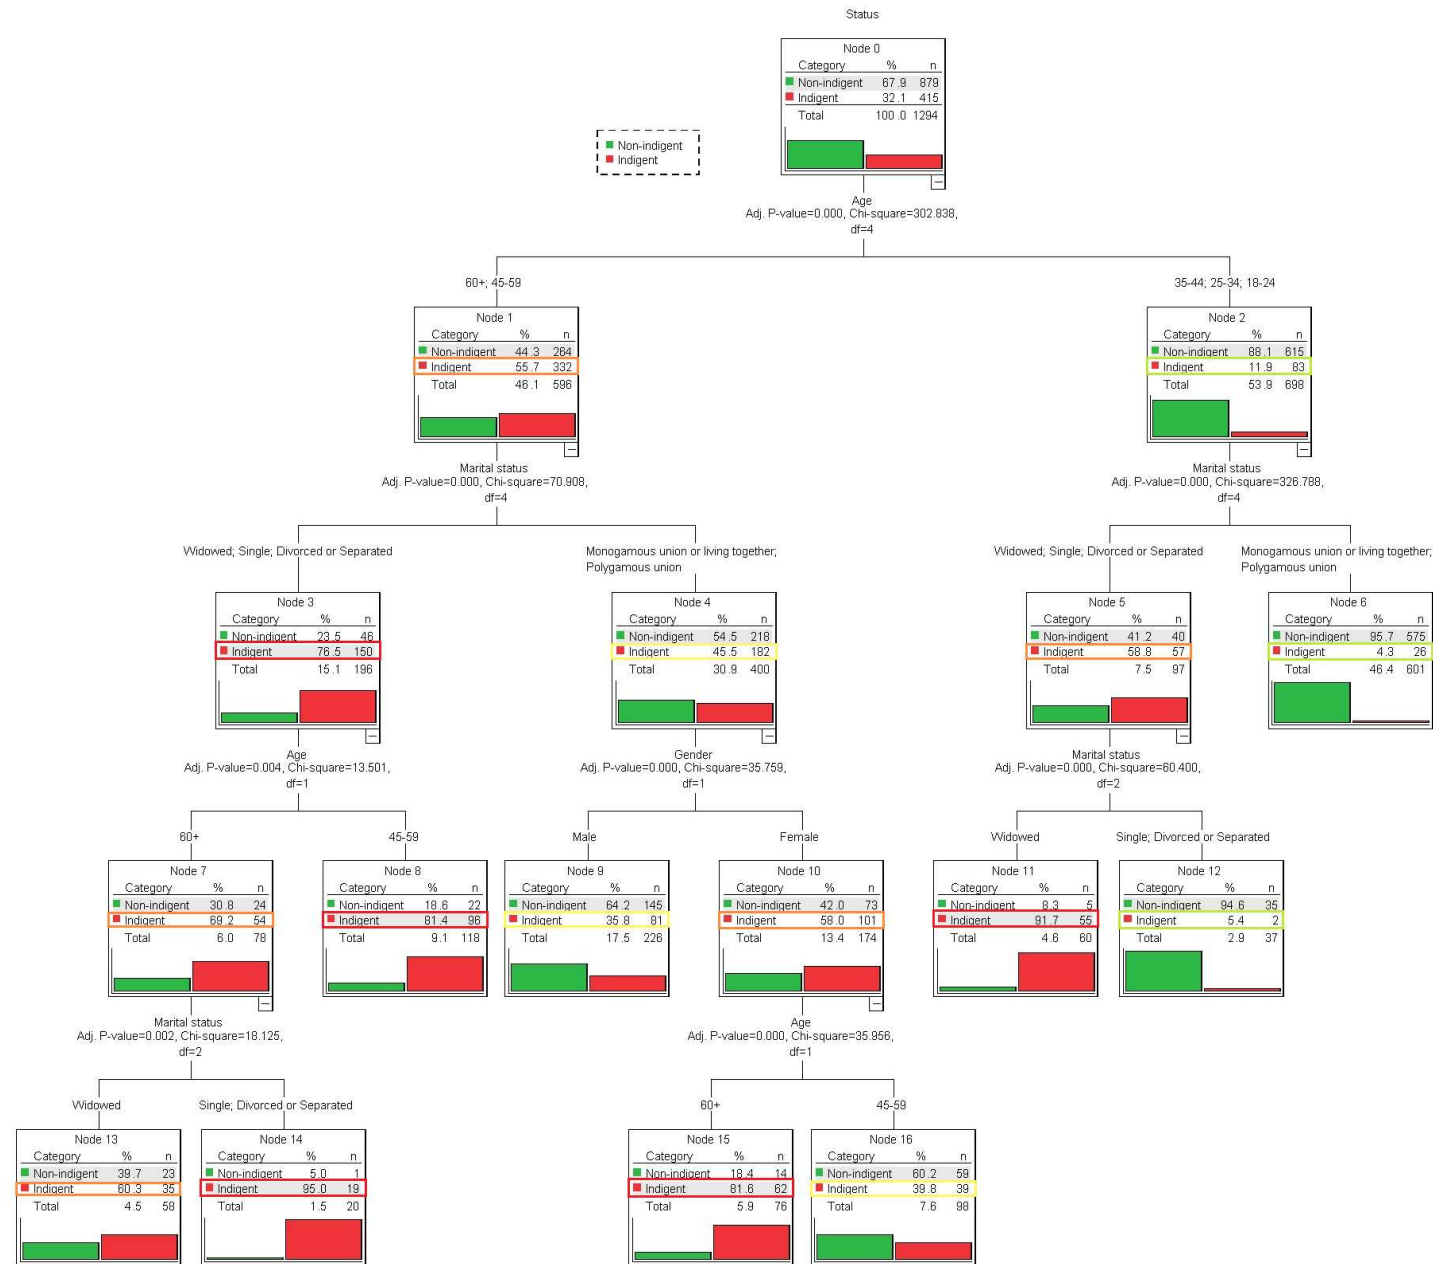 Status
Node 0
Category % n
Non-indigent 67.9 879
Indigent 32.1 415
Total 100.0 1294
Non-indigent
Indigent
Age
Adj. P-value=0.000, Chi-square=302.838,
df=4
60+; 45-59
35-44; 25-34; 18-24
Node 1
Category % n
Non-indigent 44.3 264
Indigent 55.7 332
Total 46.1 596
Node 2
Category % n
Non-indigent 88.1 615
Indigent 11.9 83
Total 53.9 698
Marital status
Adj. P-value=0.000, Chi-square=70.908,
df=4
Marital status
Adj. P-value=0.000, Chi-square=326.788,
df=4
Widowed; Single; Divorced or Separated
Monogamous union or living together;
Polygamous union
Widowed; Single; Divorced or Separated
Monogamous union or living together;
Polygamous union
Node 3
Category % n
Non-indigent 23.5 46
Indigent 76.5 150
Total 15.1 196
Node 4
Category % n
Non-indigent 54.5 218
Indigent 45.5 182
Total 30.9 400
Node 5
Category % n
Non-indigent 41.2 40
Indigent 58.8 57
Total 7.5 97
Node 6
Category % n
Non-indigent 95.7 575
Indigent 4.3 26
Total 46.4 601
Age
Adj. P-value=0.004, Chi-square=13.501,
df=1
Gender
Adj. P-value=0.000, Chi-square=35.759,
df=1
Marital status
Adj. P-value=0.000, Chi-square=60.400,
df=2
60+
45-59
Male
Female
Widowed
Single; Divorced or Separated
Node 7
Category % n
Non-indigent 30.8 24
Indigent 69.2 54
Total 6.0 78
Node 8
Category % n
Non-indigent 18.6 22
Indigent 81.4 96
Total 9.1 118
Node 9
Category % n
Non-indigent 64.2 145
Indigent 35.8 81
Total 17.5 226
Node 10
Category % n
Non-indigent 42.0 73
Indigent 58.0 101
Total 13.4 174
Node 11
Category % n
Non-indigent 8.3 5
Indigent 91.7 55
Total 4.6 60
Node 12
Category % n
Non-indigent 94.6 35
Indigent 5.4 2
Total 2.9 37
Marital status
Adj. P-value=0.002, Chi-square=18.125,
df=2
Age
Adj. P-value=0.000, Chi-square=35.956,
df=1
Widowed
Single; Divorced or Separated
60+
45-59
Node 13
Category % n
Non-indigent 39.7 23
Indigent 60.3 35
Total 4.5 58
Node 14
Category % n
Non-indigent 5.0 1
Indigent 95.0 19
Total 1.5 20
Node 15
Category % n
Non-indigent 18.4 14
Indigent 81.6 62
Total 5.9 76
Node 16
Category % n
Non-indigent 60.2 59
Indigent 39.8 39
Total 7.6 98